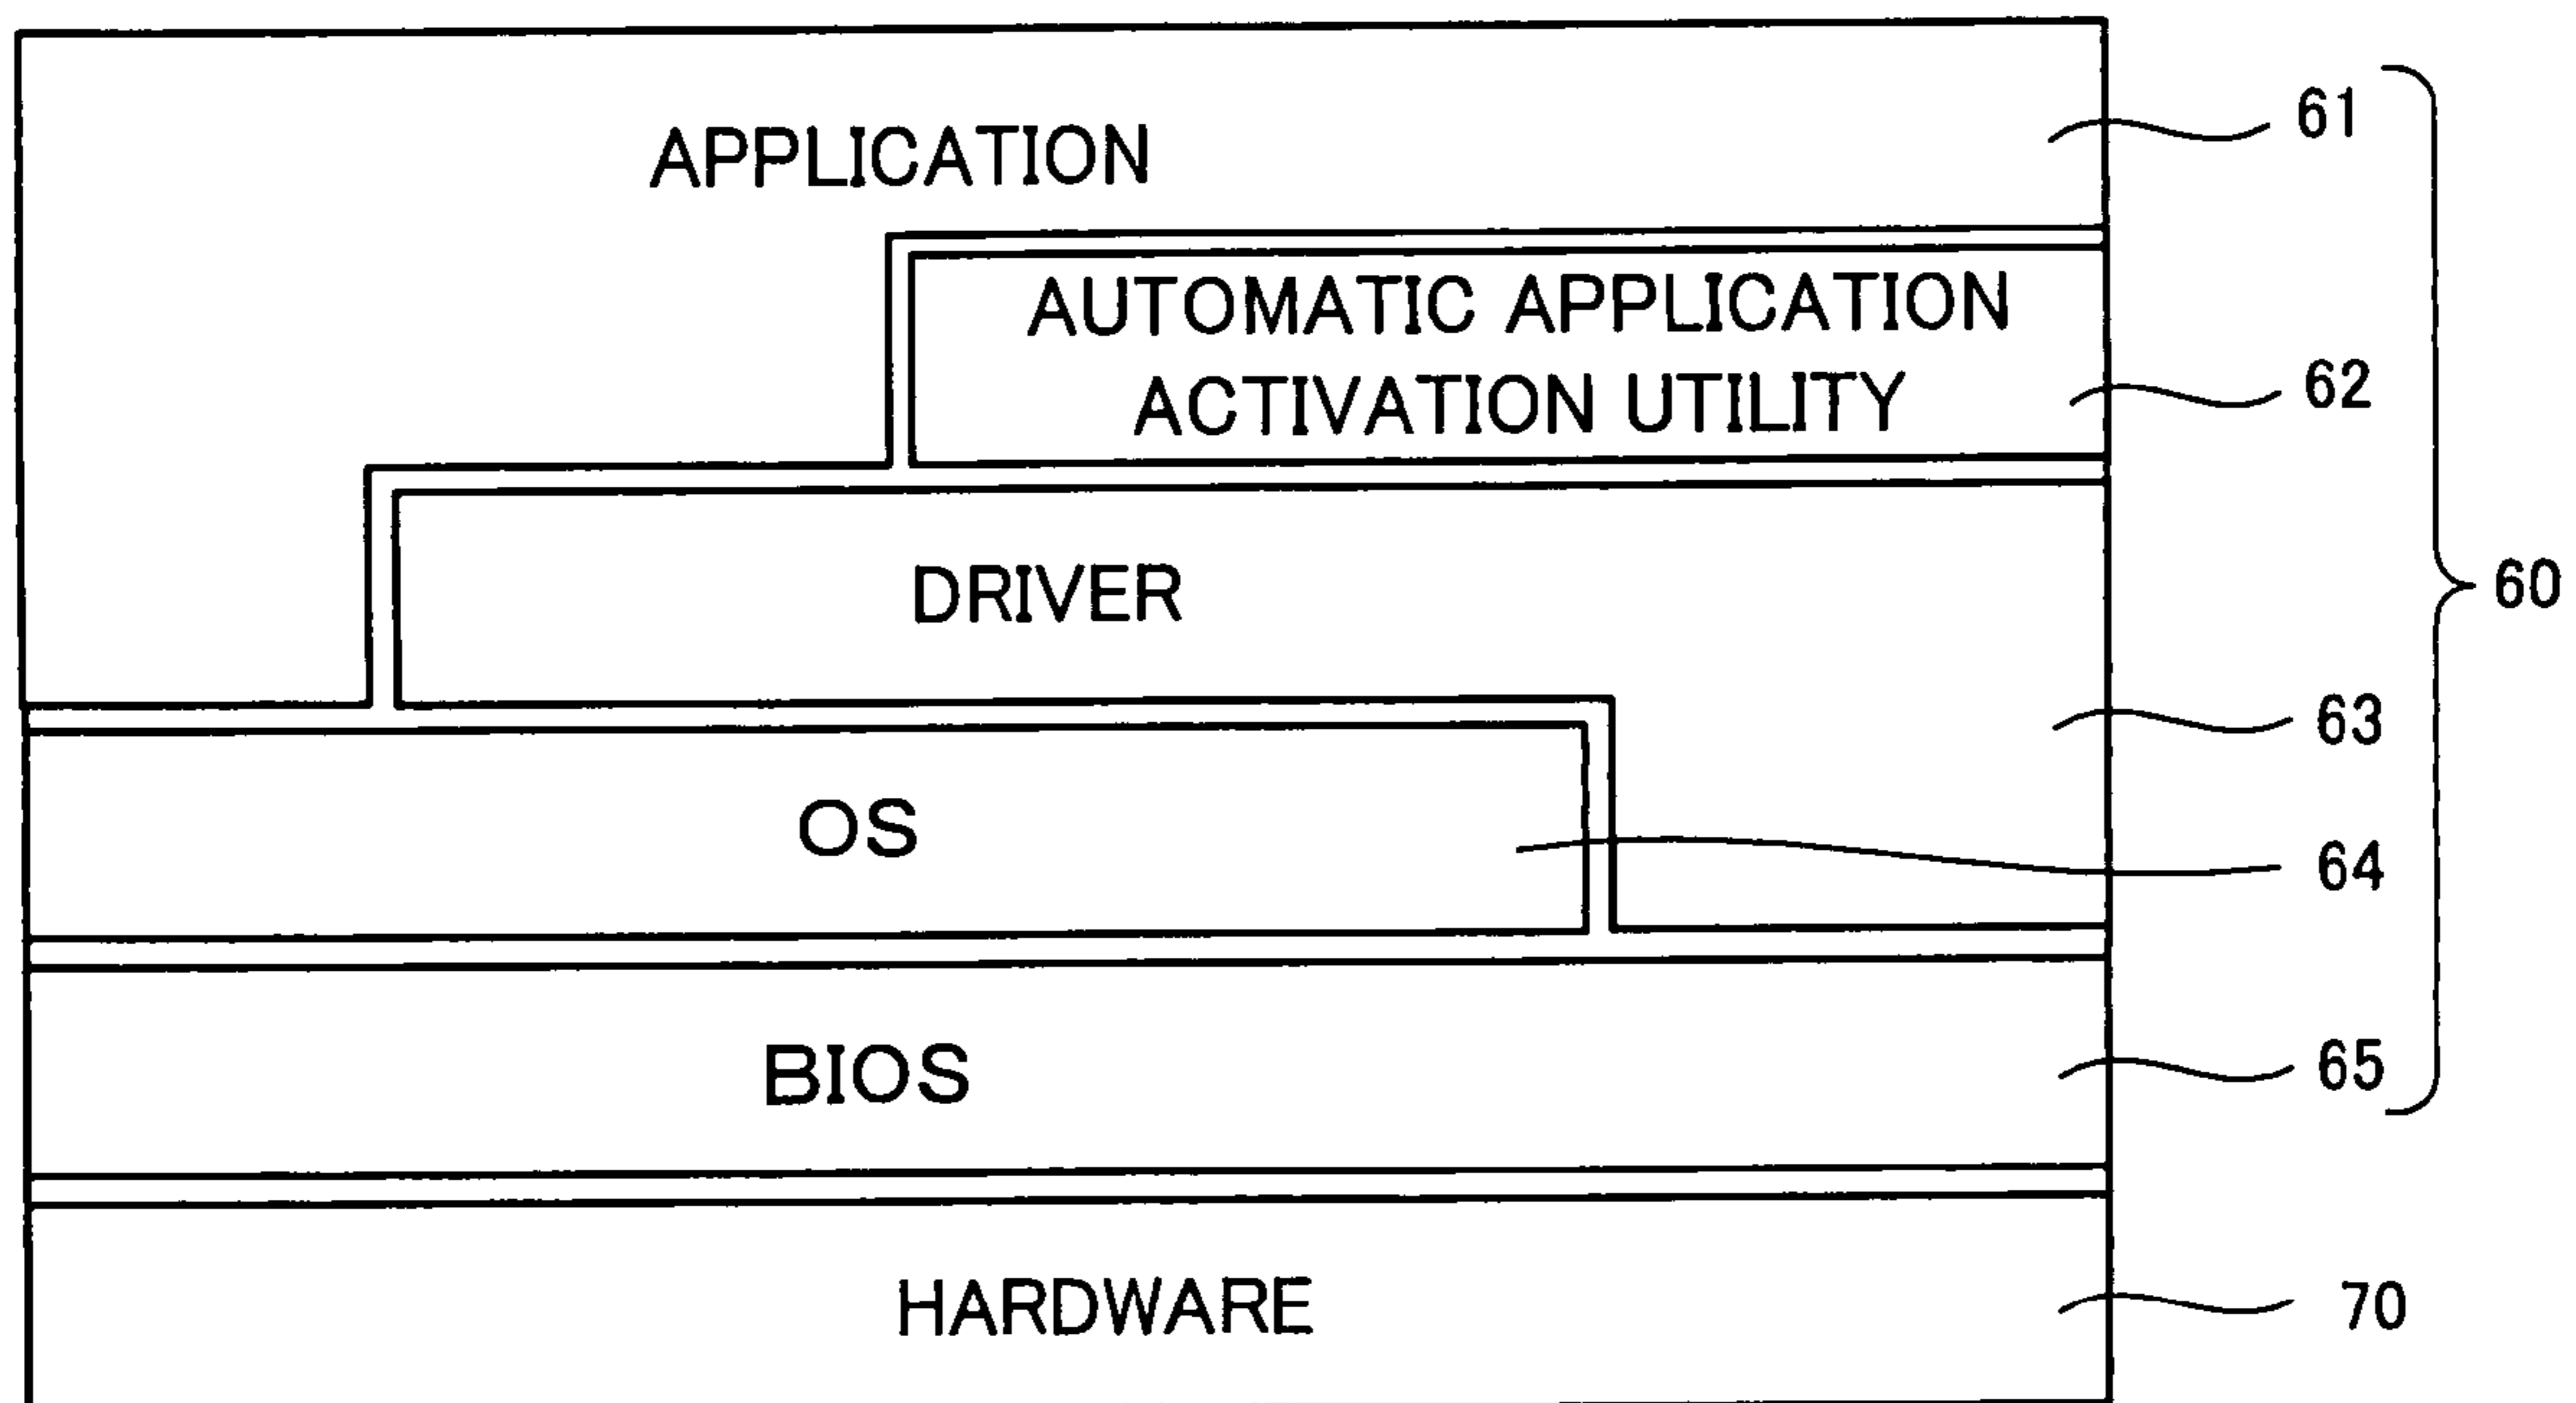 APPLICATION
61
AUTOMATIC APPLICATION
ACTIVATION UTILITY
62
DRIVER
60
63
OS
64
BIOS
65
HARDWARE
70